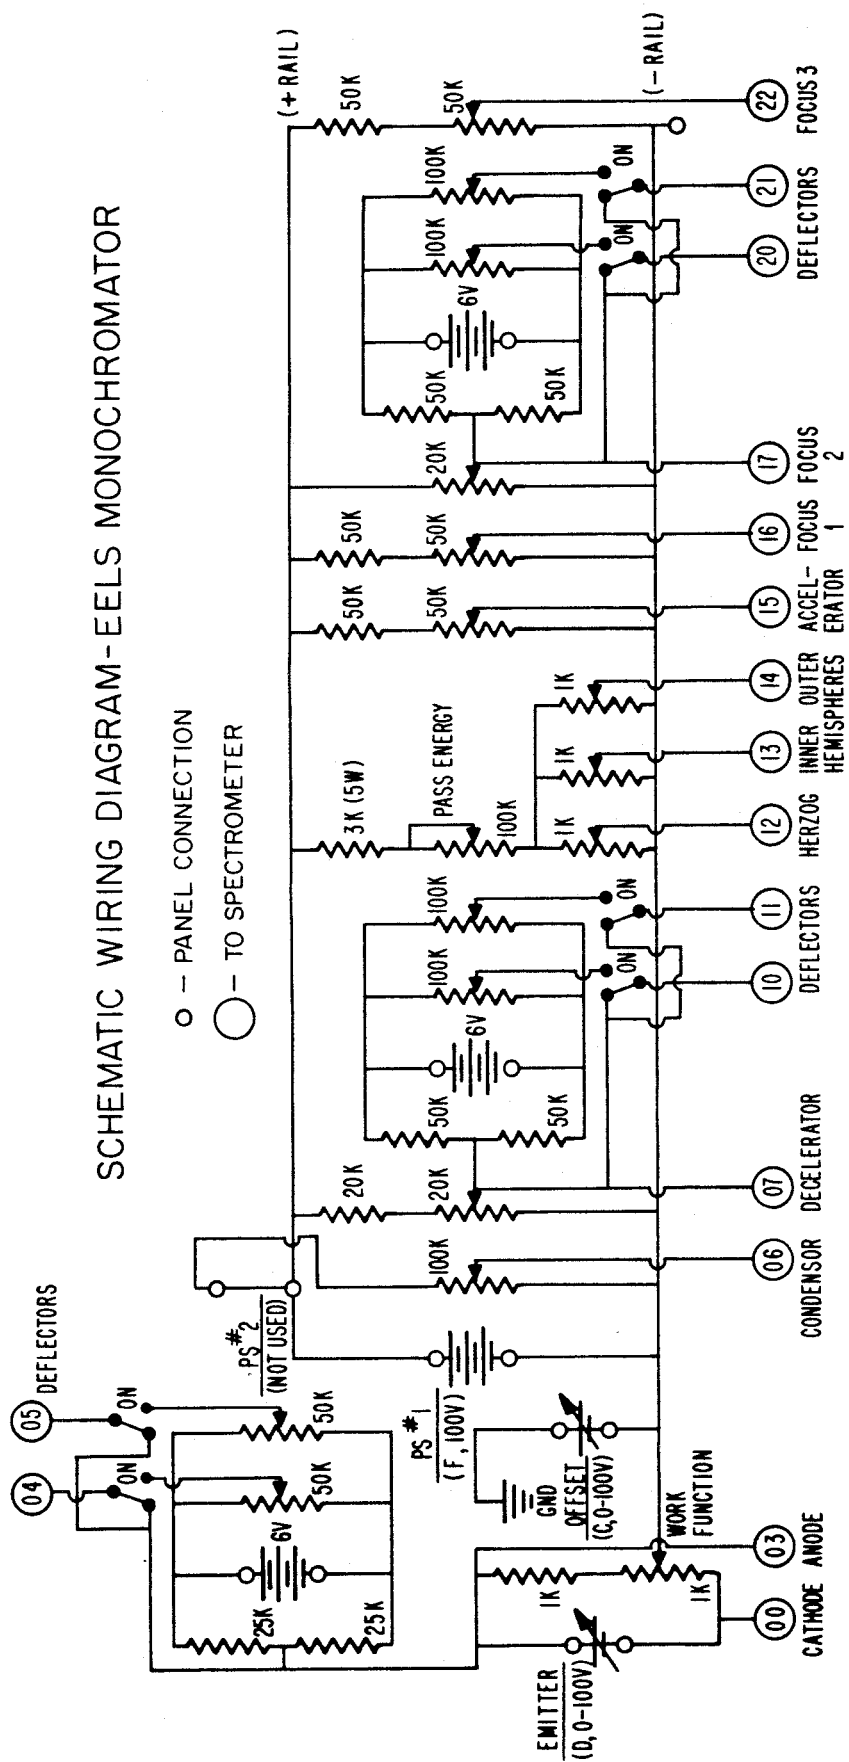 SCHEMATIC WIRING DIAGRAM-EELS MONOCHROMATOR
○ - PANEL CONNECTION
◯ - TO SPECTROMETER
(+RAIL)
(-RAIL)
04
05 DEFLECTORS
ON
ON
25K
25K
6V
50K
50K
EMITTER
(D,0-100V)
1K
1K
WORK
FUNCTION
GND
OFFSET
(C,0-100V)
PS#1
(F, 100V)
PS#2
(NOT USED)
100K
20K
20K
50K
50K
6V
100K
100K
ON
ON
3K (5W)
PASS ENERGY
100K
1K
1K
1K
50K
50K
50K
50K
20K
50K
50K
6V
100K
100K
ON
ON
50K
50K
00
03
06
07
10
11
12
13
14
15
16
17
20
21
22
CATHODE
ANODE
CONDENSOR
DECELERATOR
DEFLECTORS
HERZOG
INNER OUTER
HEMISPHERES
ACCEL-
ERATOR
FOCUS
1
FOCUS
2
DEFLECTORS
FOCUS 3